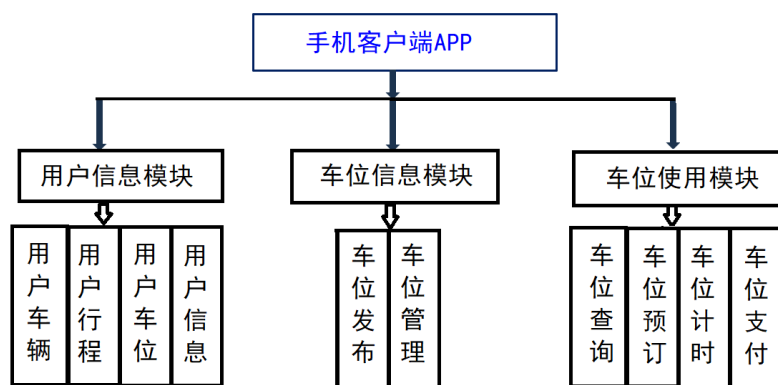 手机客户端APP
用户信息模块
车位信息模块
车位使用模块
用户车辆
用户行程
用户车位
用户信息
车位发布
车位管理
车位查询
车位预订
车位计时
车位支付